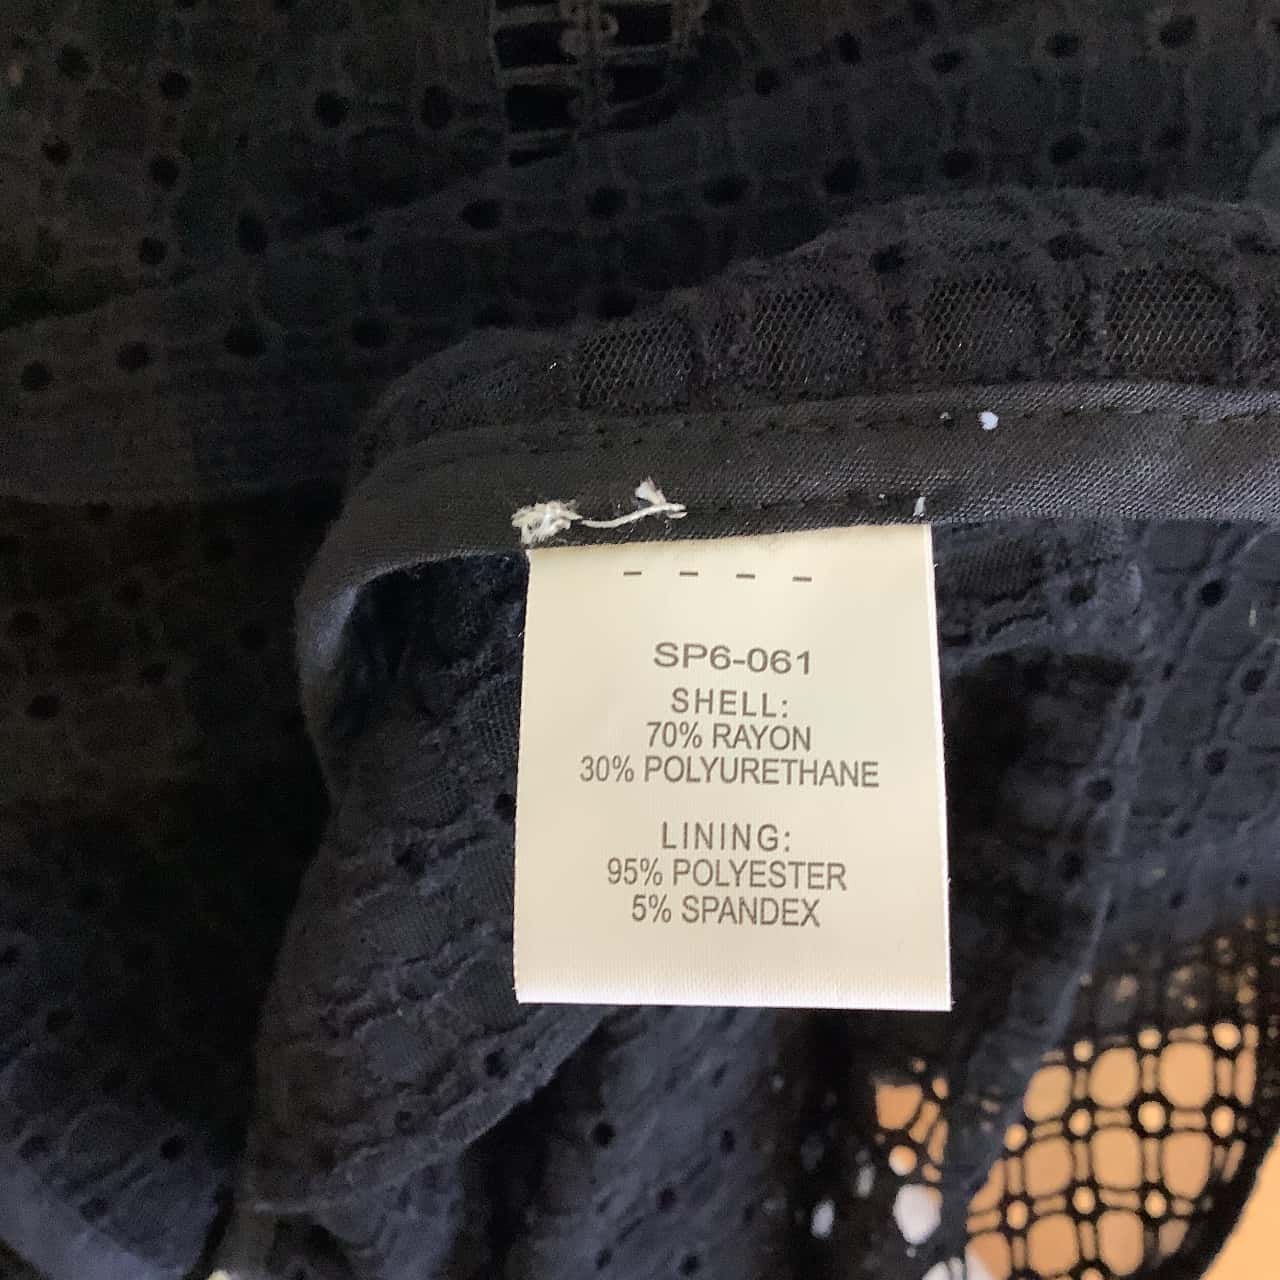 - - - -
SP6-061
SHELL:
70% RAYON
30% POLYURETHANE
LINING:
95% POLYESTER
5% SPANDEX